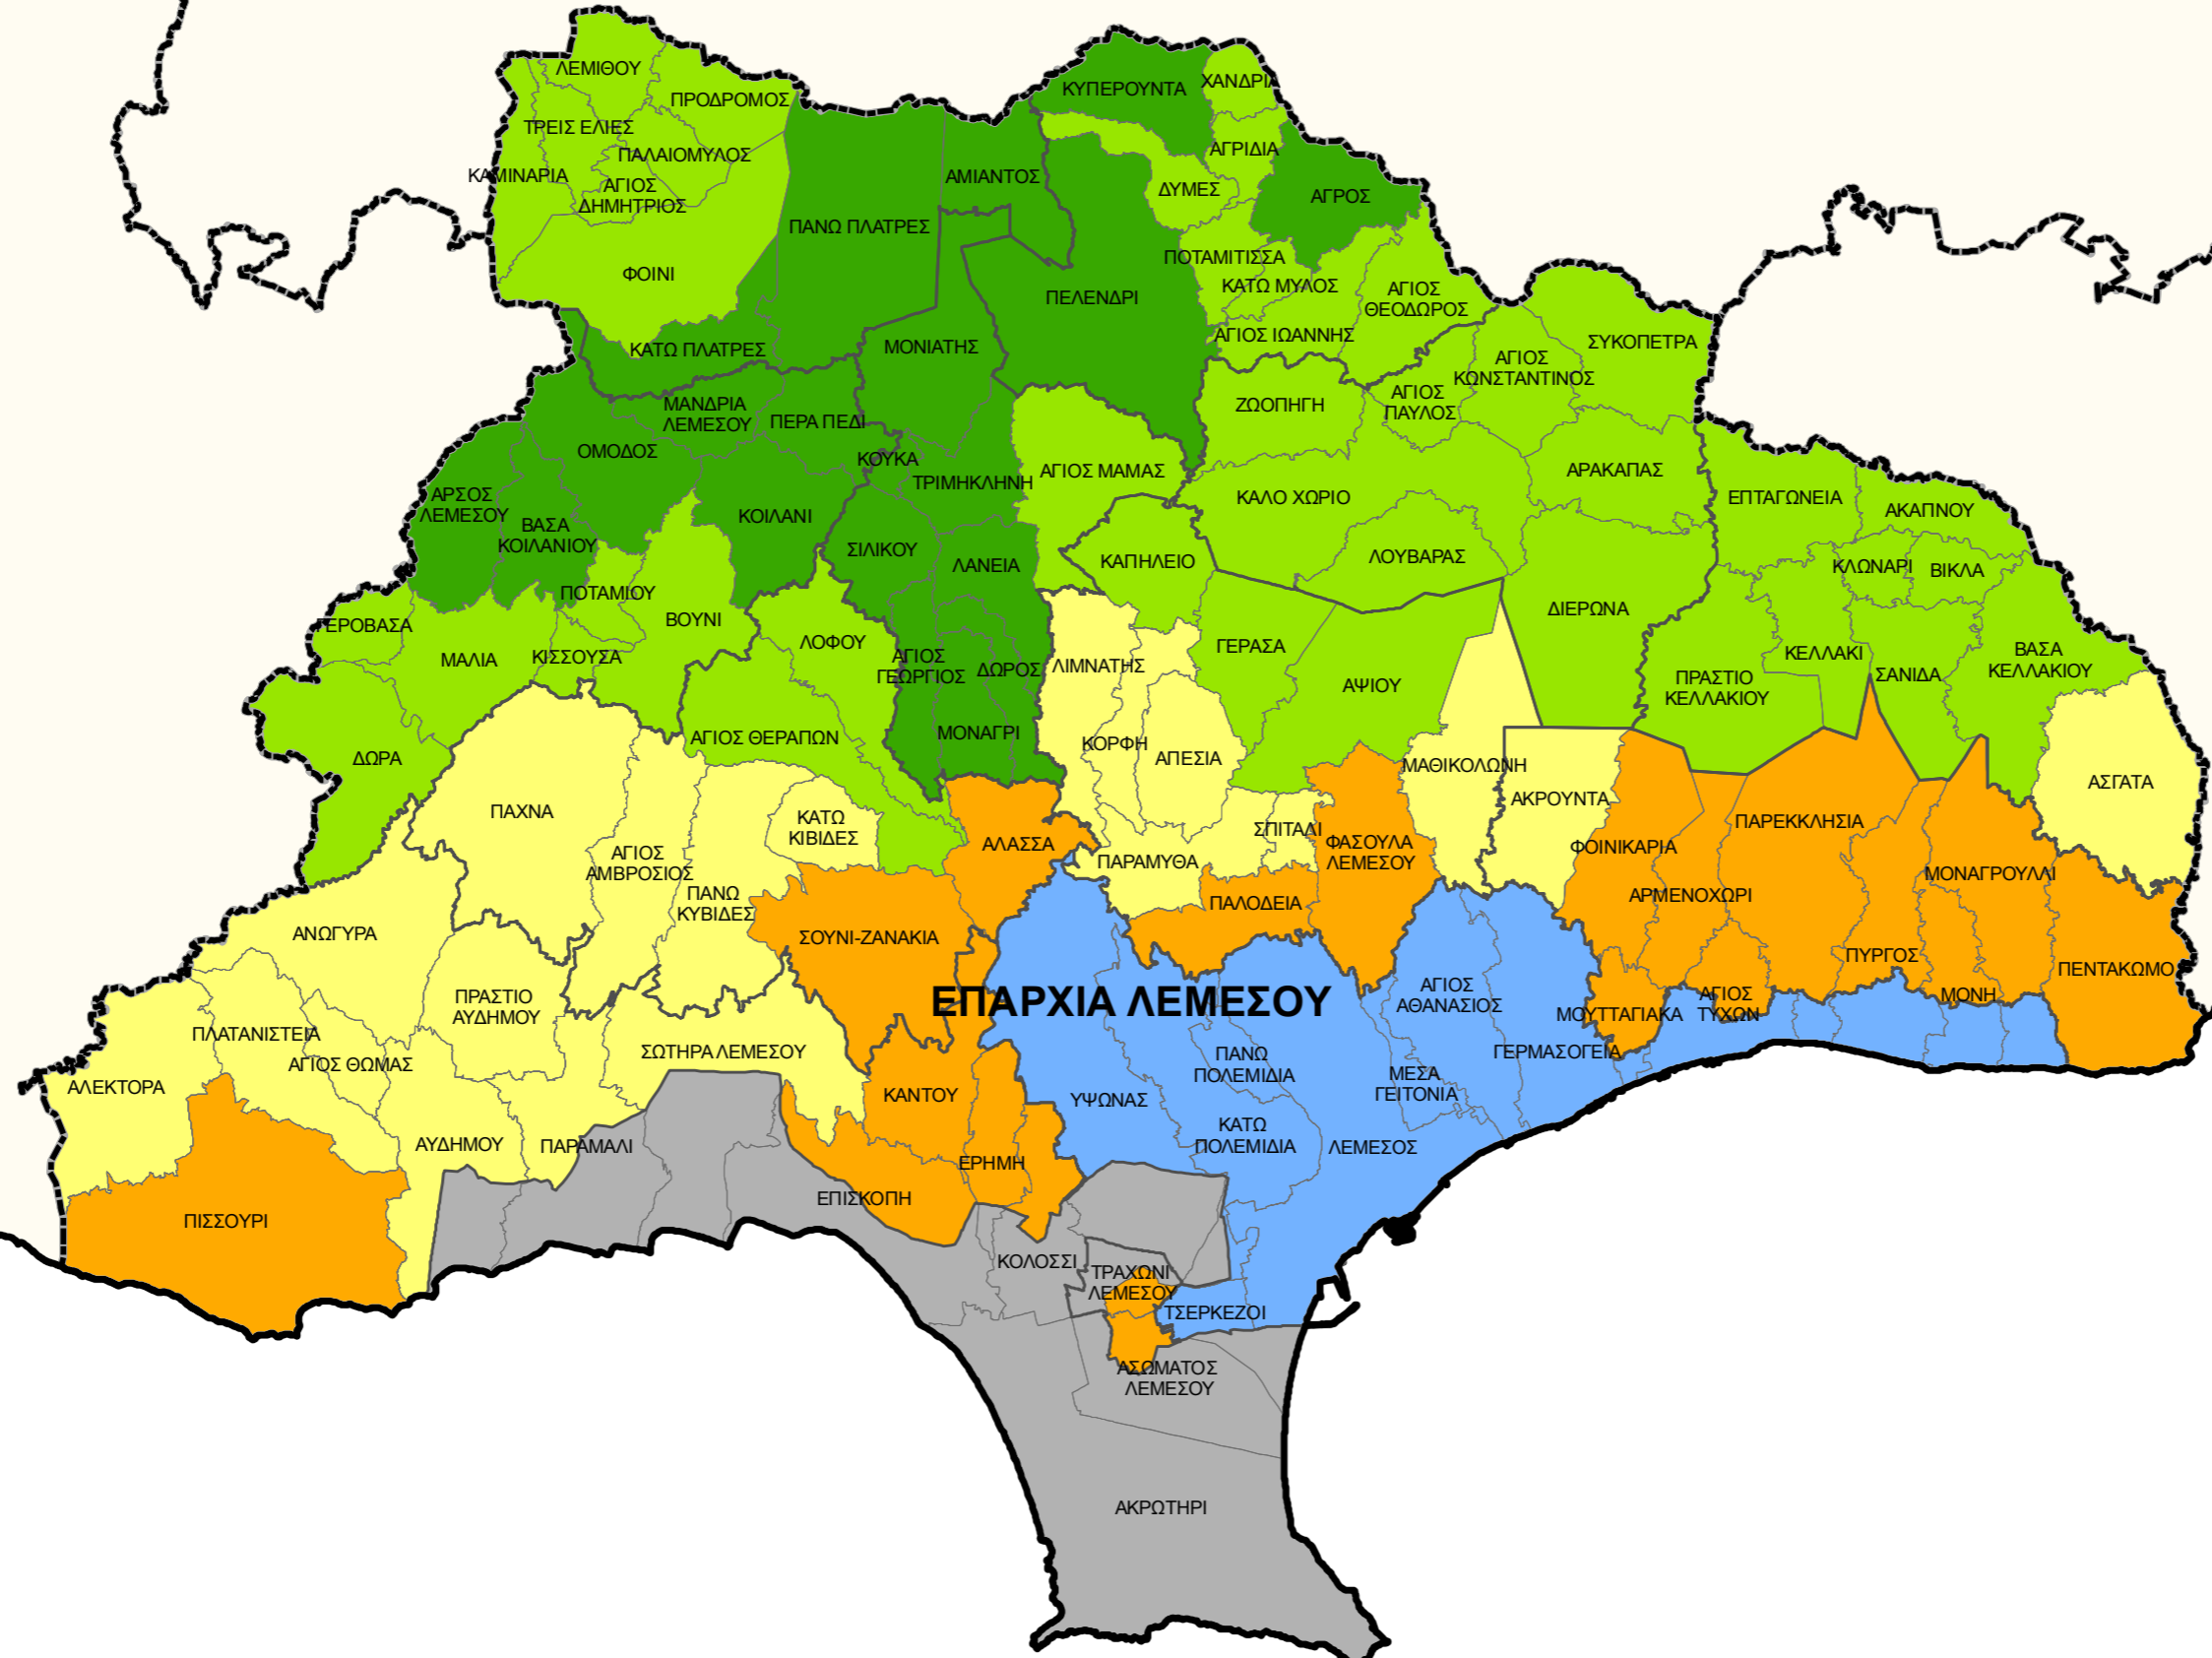 ΛΕΜΙΘΟΥ
ΠΡΟΔΡΟΜΟΣ
ΤΡΕΙΣ ΕΛΙΕΣ
ΠΑΛΑΙΟΜΥΛΟΣ
ΚΑΜΙΝΑΡΙΑ
ΑΓΙΟΣ
ΔΗΜΗΤΡΙΟΣ
ΦΟΙΝΙ
ΚΥΠΕΡΟΥΝΤΑ
ΧΑΝΔΡΙΑ
ΑΓΡΙΔΙΑ
ΔΥΜΕΣ
ΑΓΡΟΣ
ΑΜΙΑΝΤΟΣ
ΠΑΝΩ ΠΛΑΤΡΕΣ
ΠΟΤΑΜΙΤΙΣΣΑ
ΚΑΤΩ ΜΥΛΟΣ
ΑΓΙΟΣ
ΘΕΟΔΩΡΟΣ
ΠΕΛΕΝΔΡΙ
ΑΓΙΟΣ ΙΩΑΝΝΗΣ
ΚΑΤΩ ΠΛΑΤΡΕΣ
ΜΟΝΙΑΤΗΣ
ΣΥΚΟΠΕΤΡΑ
ΑΓΙΟΣ
ΚΩΝΣΤΑΝΤΙΝΟΣ
ΑΓΙΟΣ
ΠΑΥΛΟΣ
ΖΩΟΠΗΓΗ
ΜΑΝΔΡΙΑ
ΛΕΜΕΣΟΥ
ΠΕΡΑ ΠΕΔΙ
ΟΜΟΔΟΣ
ΚΟΥΚΑ
ΤΡΙΜΗΚΛΗΝΗ
ΑΓΙΟΣ ΜΑΜΑΣ
ΚΑΛΟ ΧΩΡΙΟ
ΑΡΑΚΑΠΑΣ
ΕΠΤΑΓΩΝΕΙΑ
ΑΚΑΠΝΟΥ
ΑΡΣΟΣ
ΛΕΜΕΣΟΥ
ΒΑΣΑ
ΚΟΙΛΑΝΙΟΥ
ΚΟΙΛΑΝΙ
ΣΙΛΙΚΟΥ
ΛΑΝΕΙΑ
ΚΑΠΗΛΕΙΟ
ΛΟΥΒΑΡΑΣ
ΚΛΩΝΑΡΙ
ΒΙΚΛΑ
ΠΟΤΑΜΙΟΥ
ΔΙΕΡΩΝΑ
ΓΕΡΟΒΑΣΑ
ΒΟΥΝΙ
ΛΟΦΟΥ
ΜΑΛΙΑ
ΚΙΣΣΟΥΣΑ
ΑΓΙΟΣ
ΓΕΩΡΓΙΟΣ
ΔΩΡΟΣ
ΛΙΜΝΑΤΗΣ
ΓΕΡΑΣΑ
ΑΨΙΟΥ
ΚΕΛΛΑΚΙ
ΣΑΝΙΔΑ
ΒΑΣΑ
ΚΕΛΛΑΚΙΟΥ
ΠΡΑΣΤΙΟ
ΚΕΛΛΑΚΙΟΥ
ΔΩΡΑ
ΑΓΙΟΣ ΘΕΡΑΠΩΝ
ΜΟΝΑΓΡΙ
ΚΟΡΦΗ
ΑΠΕΣΙΑ
ΜΑΘΙΚΟΛΩΝΗ
ΑΚΡΟΥΝΤΑ
ΑΣΓΑΤΑ
ΠΑΧΝΑ
ΚΑΤΩ
ΚΙΒΙΔΕΣ
ΑΛΑΣΣΑ
ΣΠΙΤΑΛΙ
ΠΑΡΑΜΥΘΑ
ΦΑΣΟΥΛΑ
ΛΕΜΕΣΟΥ
ΦΟΙΝΙΚΑΡΙΑ
ΠΑΡΕΚΚΛΗΣΙΑ
ΑΓΙΟΣ
ΑΜΒΡΟΣΙΟΣ
ΠΑΝΩ
ΚΥΒΙΔΕΣ
ΠΑΛΟΔΕΙΑ
ΑΡΜΕΝΟΧΩΡΙ
ΜΟΝΑΓΡΟΥΛΛΙ
ΑΝΩΓΥΡΑ
ΣΟΥΝΙ-ΖΑΝΑΚΙΑ
ΠΥΡΓΟΣ
ΠΕΝΤΑΚΩΜΟ
ΜΟΝΗ
ΠΡΑΣΤΙΟ
ΑΥΔΗΜΟΥ
ΕΠΑΡΧΙΑ ΛΕΜΕΣΟΥ
ΑΓΙΟΣ
ΑΘΑΝΑΣΙΟΣ
ΜΟΥΤΤΑΓΙΑΚΑ
ΑΓΙΟΣ
ΤΥΧΩΝ
ΠΛΑΤΑΝΙΣΤΕΙΑ
ΑΓΙΟΣ ΘΩΜΑΣ
ΣΩΤΗΡΑ ΛΕΜΕΣΟΥ
ΠΑΝΩ
ΠΟΛΕΜΙΔΙΑ
ΓΕΡΜΑΣΟΓΕΙΑ
ΜΕΣΑ
ΓΕΙΤΟΝΙΑ
ΑΛΕΚΤΟΡΑ
ΚΑΝΤΟΥ
ΥΨΩΝΑΣ
ΚΑΤΩ
ΠΟΛΕΜΙΔΙΑ
ΛΕΜΕΣΟΣ
ΑΥΔΗΜΟΥ
ΠΑΡΑΜΑΛΙ
ΕΡΗΜΗ
ΕΠΙΣΚΟΠΗ
ΠΙΣΣΟΥΡΙ
ΚΟΛΟΣΣΙ
ΤΡΑΧΩΝΙ
ΛΕΜΕΣΟΥ
ΤΣΕΡΚΕΖΟΙ
ΑΣΩΜΑΤΟΣ
ΛΕΜΕΣΟΥ
ΑΚΡΩΤΗΡΙ